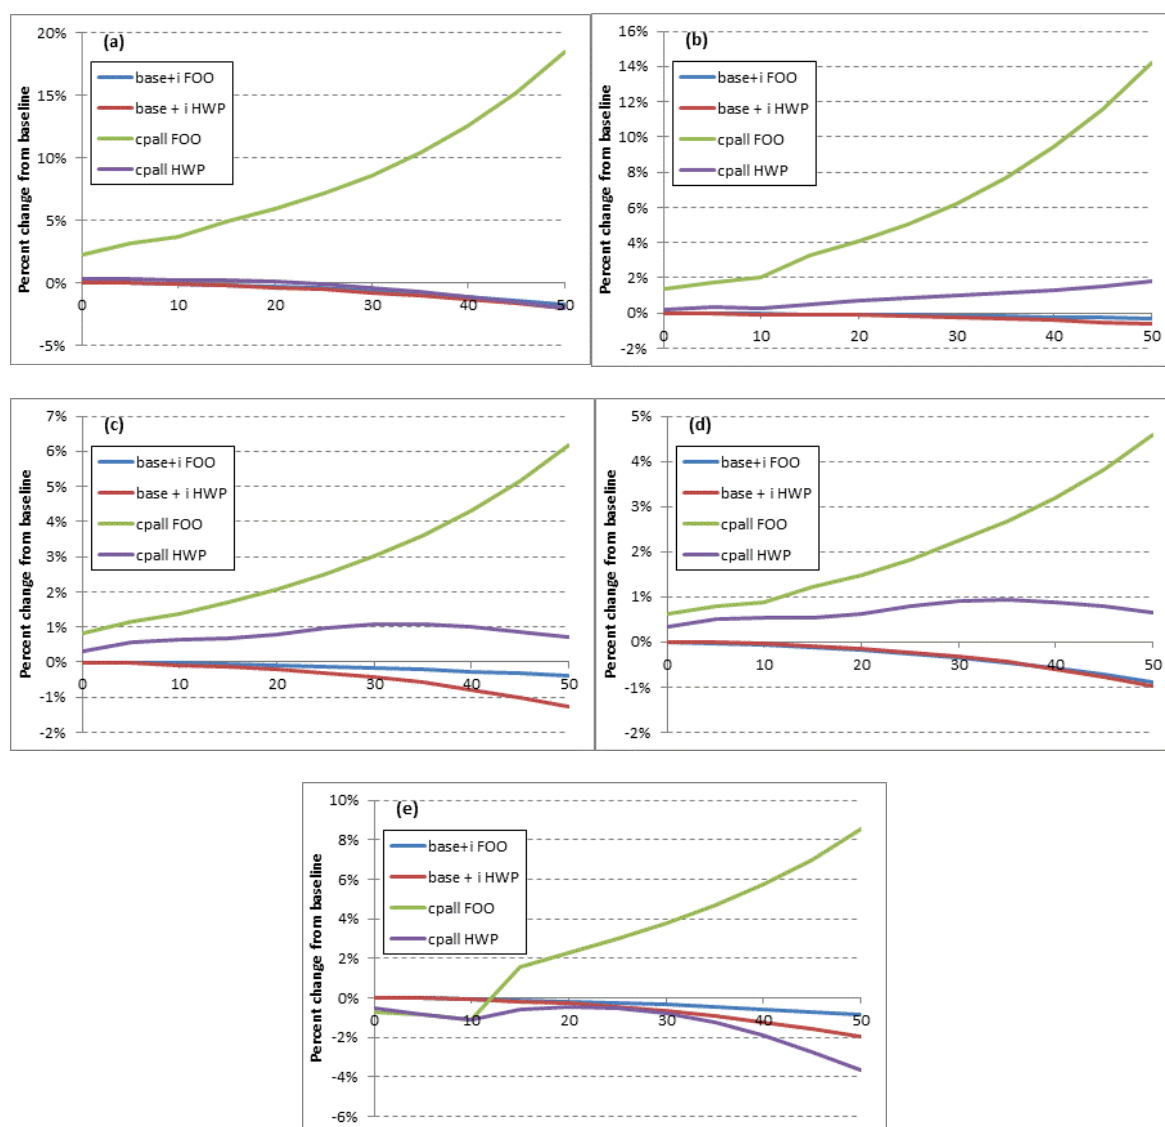 (a)
Percent change from baseline
20%
15%
10%
5%
0%
-5%
base+i FOO
base + i HWP
cpall FOO
cpall HWP
0 10 20 30 40 50
(b)
Percent change from baseline
16%
14%
12%
10%
8%
6%
4%
2%
0%
-2%
base+i FOO
base + i HWP
cpall FOO
cpall HWP
0 10 20 30 40 50
(c)
Percent change from baseline
7%
6%
5%
4%
3%
2%
1%
0%
-1%
-2%
base+i FOO
base + i HWP
cpall FOO
cpall HWP
0 10 20 30 40 50
(d)
Percent change from baseline
5%
4%
3%
2%
1%
0%
-1%
-2%
base+i FOO
base + i HWP
cpall FOO
cpall HWP
0 10 20 30 40 50
(e)
Percent change from baseline
10%
8%
6%
4%
2%
0%
-2%
-4%
-6%
base+i FOO
base + i HWP
cpall FOO
cpall HWP
0 10 20 30 40 50